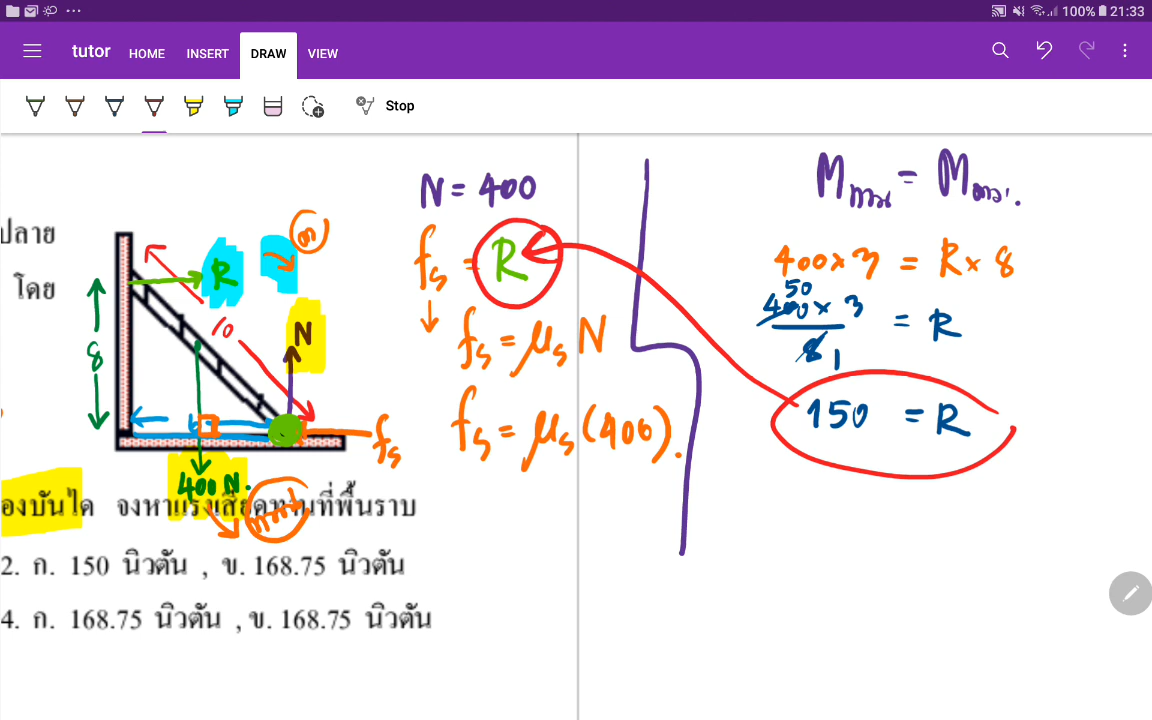 100% 21:33
tutor HOME INSERT DRAW VIEW
Stop
ปลาย
โดย
R
ต
N
10
8
fs
400 N.
องบันได จงหาแรงเสียดทานที่พื้นราบ
2. ก. 150 นิวตัน , ข. 168.75 นิวตัน
4. ก. 168.75 นิวตัน , ข. 168.75 นิวตัน
N = 400
fs = R
fs = μs N
fs = μs (400).
M = M
400 × 3 = R × 8
50
400 × 3 = R
8 1
150 = R